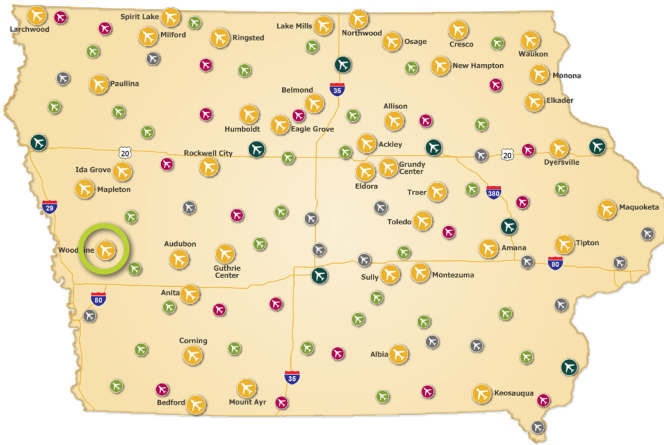 Larchwood
Spirit Lake
Milford
Ringsted
Lake Mills
Northwood
Osage
Cresco
Waukon
New Hampton
Monona
Paullina
Elkader
35
Belmond
Humboldt
Eagle Grove
Allison
20
Rockwell City
Ackley
20
Dyersville
Ida Grove
Mapleton
Eldora
Grundy
Center
Traer
380
Maquoketa
29
Toledo
Audubon
Guthrie
Center
Amana
Tipton
80
Sully
Montezuma
80
Anita
Corning
Albia
35
Bedford
Mount Ayr
Keosauqua